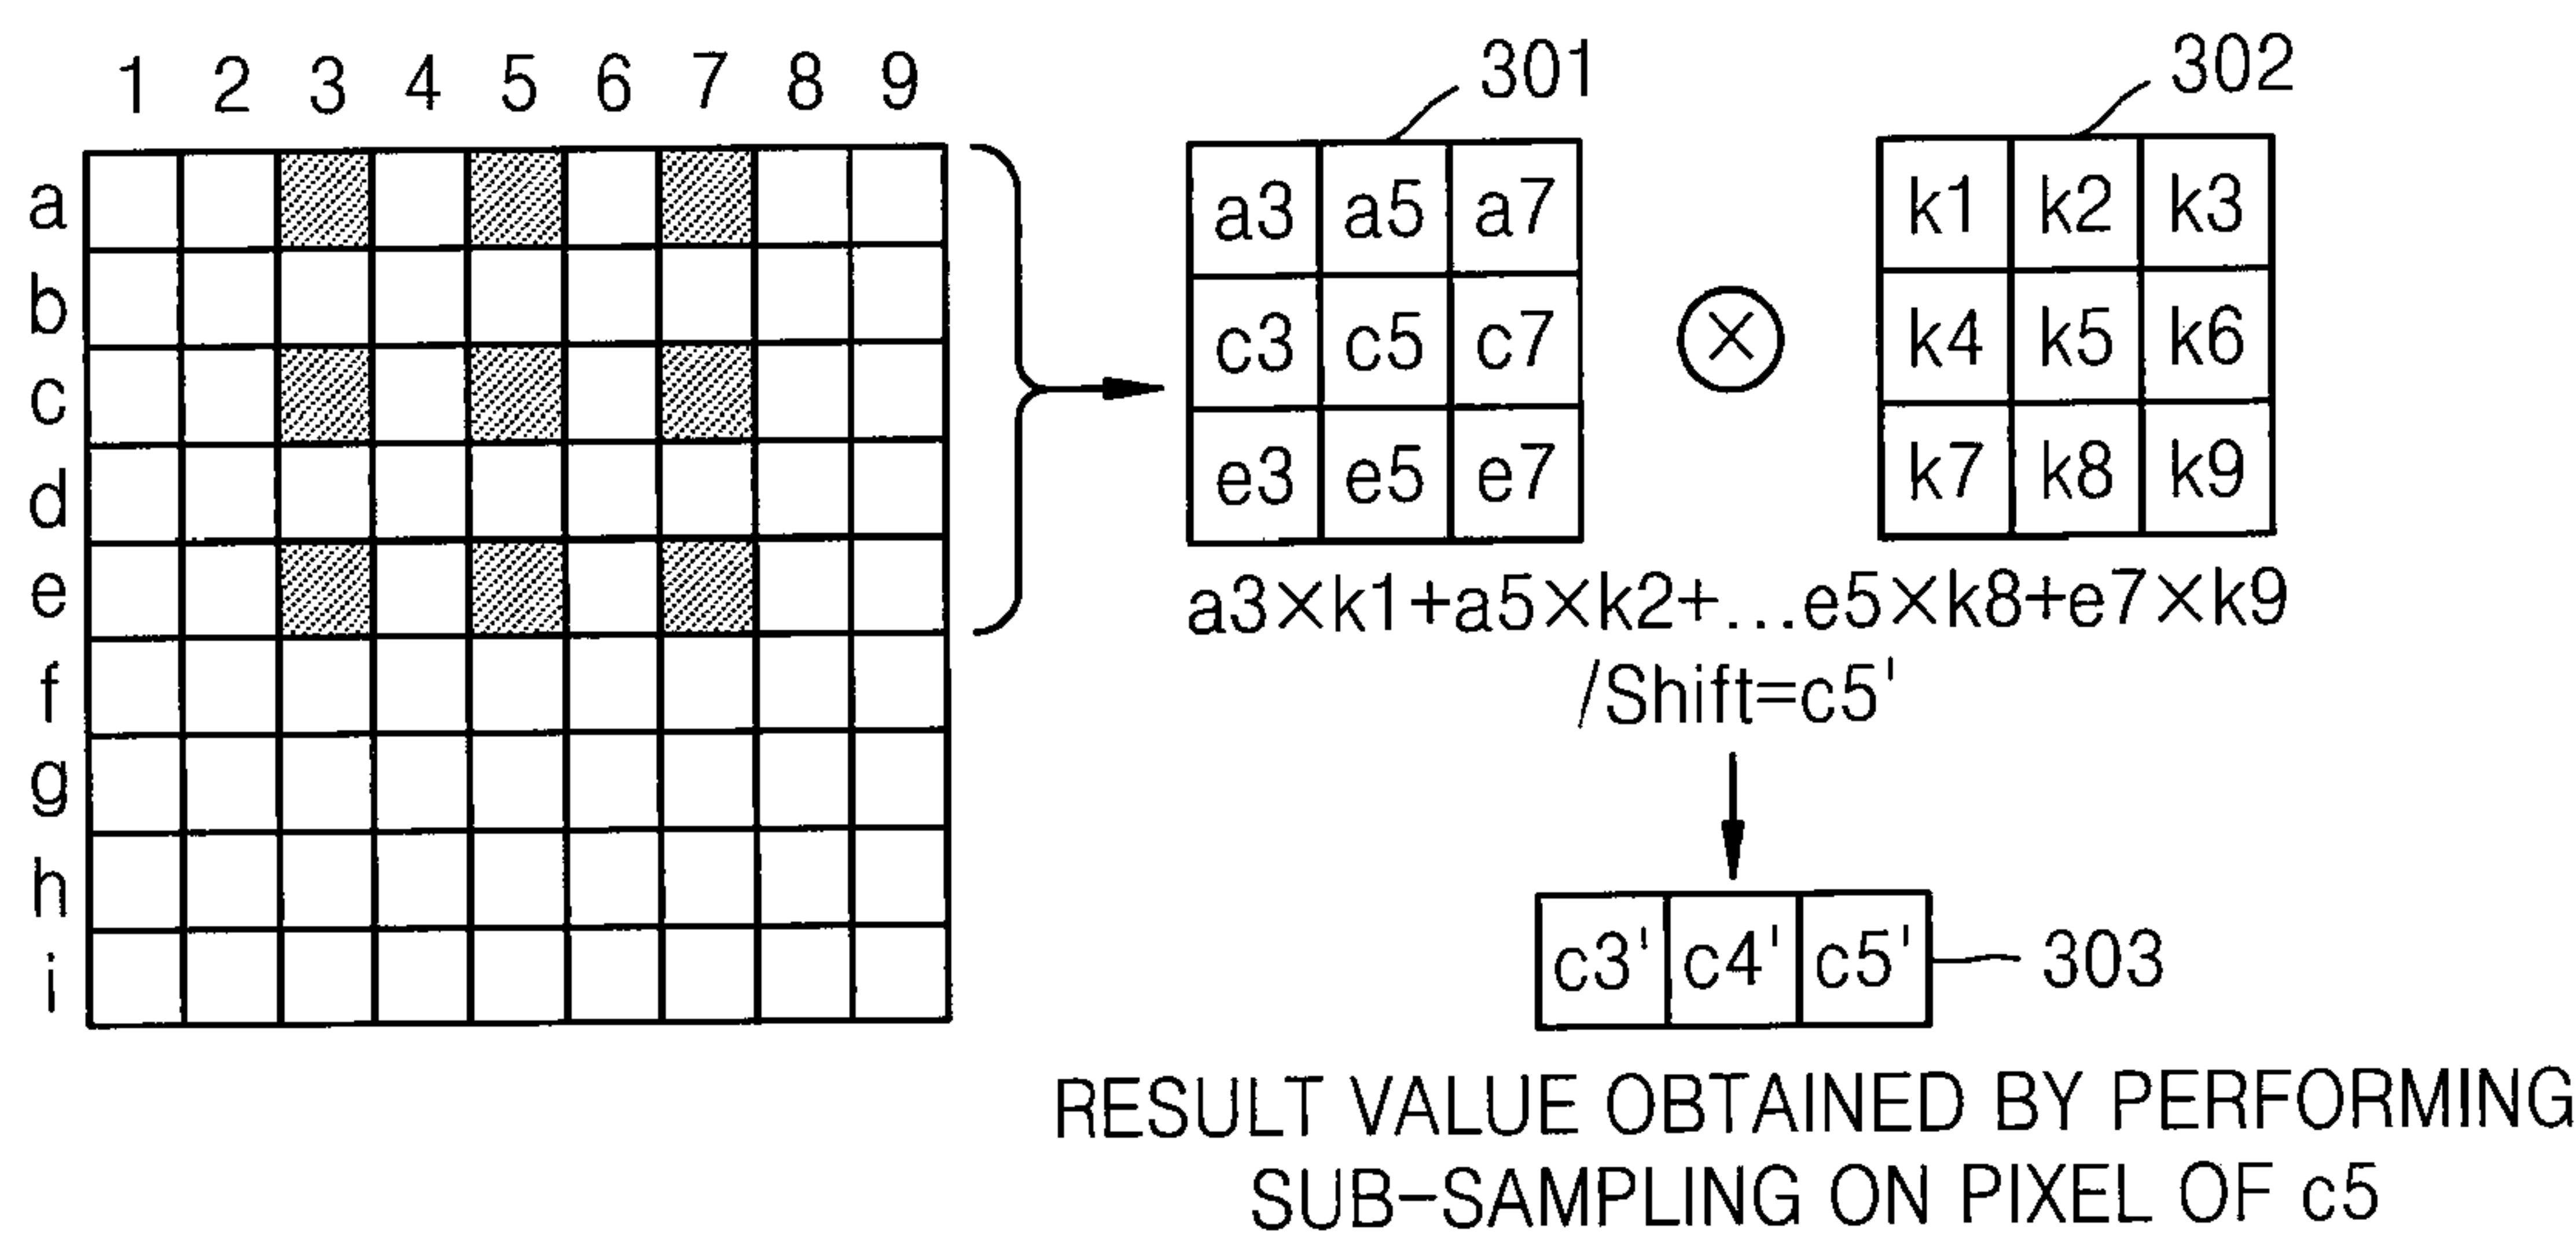 1 2 3 4 5 6 7 8 9
a
b
c
d
e
f
g
h
i
301
a3 a5 a7
c3 c5 c7
e3 e5 e7
302
k1 k2 k3
k4 k5 k6
k7 k8 k9
a3×k1+a5×k2+...e5×k8+e7×k9
/Shift=c5'
c3' c4' c5'
303
RESULT VALUE OBTAINED BY PERFORMING
SUB-SAMPLING ON PIXEL OF c5